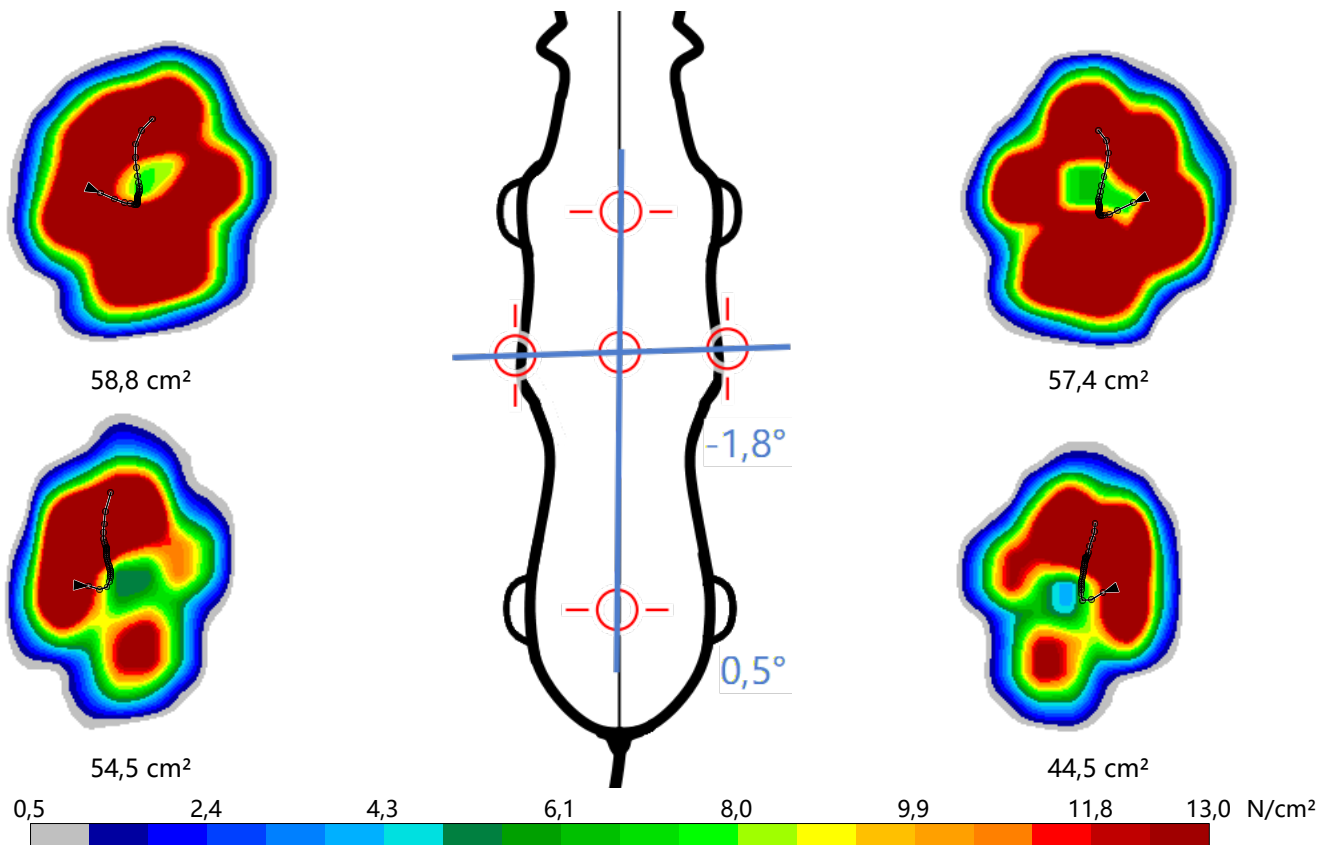 58,8 cm²
57,4 cm²
-1,8°
0,5°
54,5 cm²
44,5 cm²
0,5 2,4 4,3 6,1 8,0 9,9 11,8 13,0 N/cm²